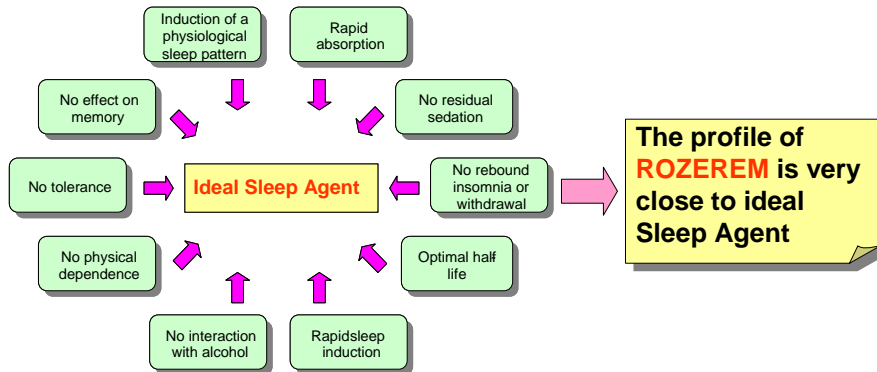 Induction of a
physiological
sleep pattern
Rapid
absorption
No effect on
memory
No residual
sedation
No tolerance
Ideal Sleep Agent
No rebound
insomnia or
withdrawal
No physical
dependence
Optimal half
life
No interaction
with alcohol
Rapidsleep
induction
The profile of
ROZEREM is very
close to ideal
Sleep Agent